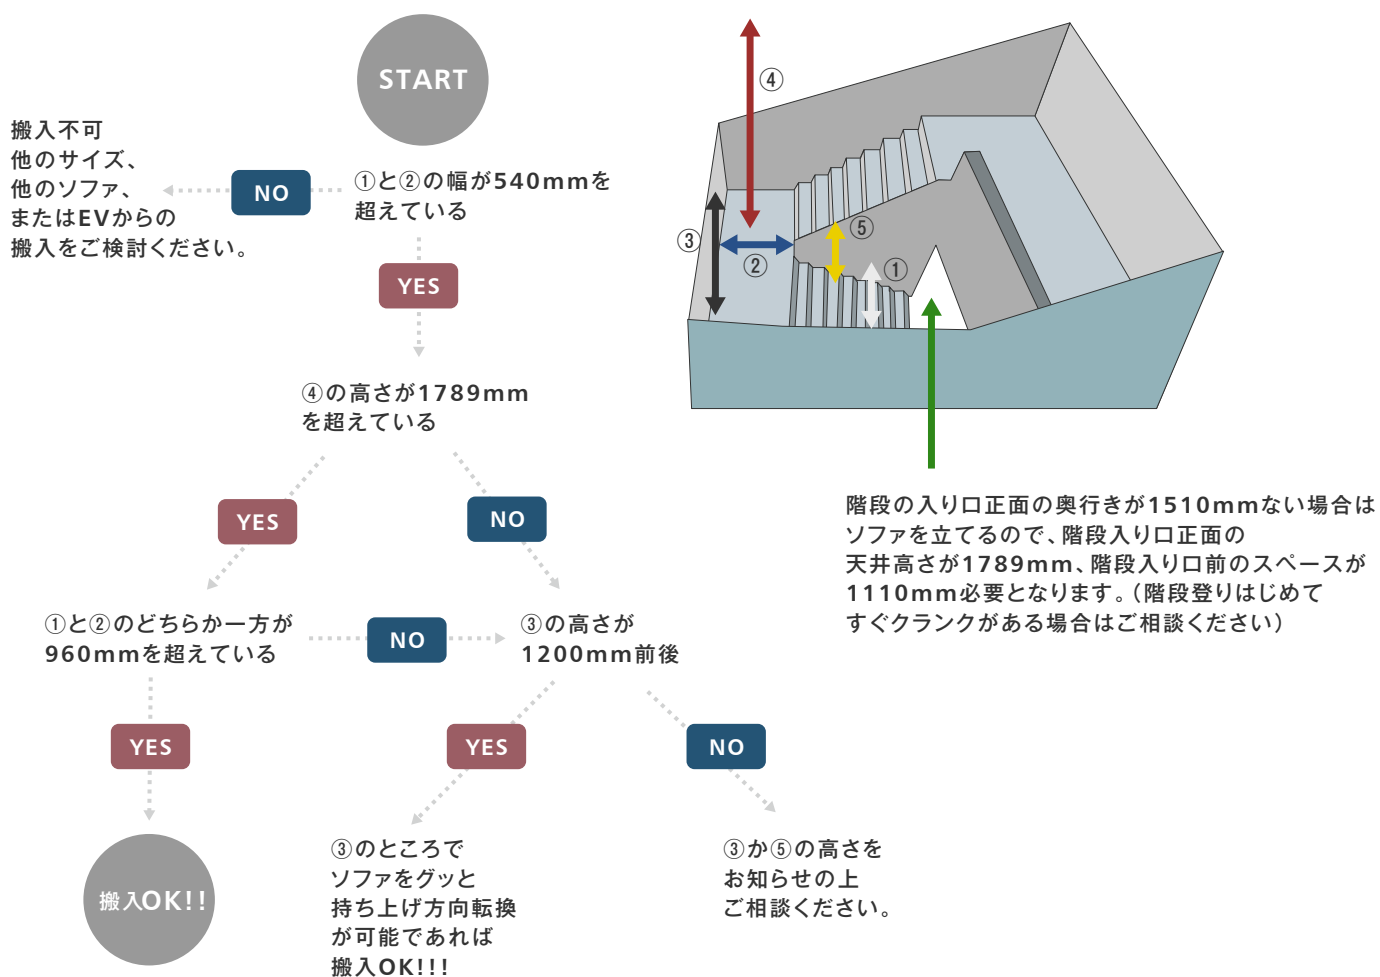 START
搬入不可
他のサイズ、
他のソファ、
またはEVからの
搬入をご検討ください。
NO
①と②の幅が540mmを
超えている
YES
④の高さが1789mm
を超えている
YES
NO
①と②のどちらか一方が
960mmを超えている
NO
③の高さが
1200mm前後
YES
YES
NO
搬入OK!!
③のところで
ソファをグッと
持ち上げ方向転換
が可能であれば
搬入OK!!!
③か⑤の高さを
お知らせの上
ご相談ください。
④
③
②
⑤
①
階段の入り口正面の奥行きが1510mmない場合は
ソファを立てるので、階段入り口正面の
天井高さが1789mm、階段入り口前のスペースが
1110mm必要となります。（階段登りはじめて
すぐクランクがある場合はご相談ください）